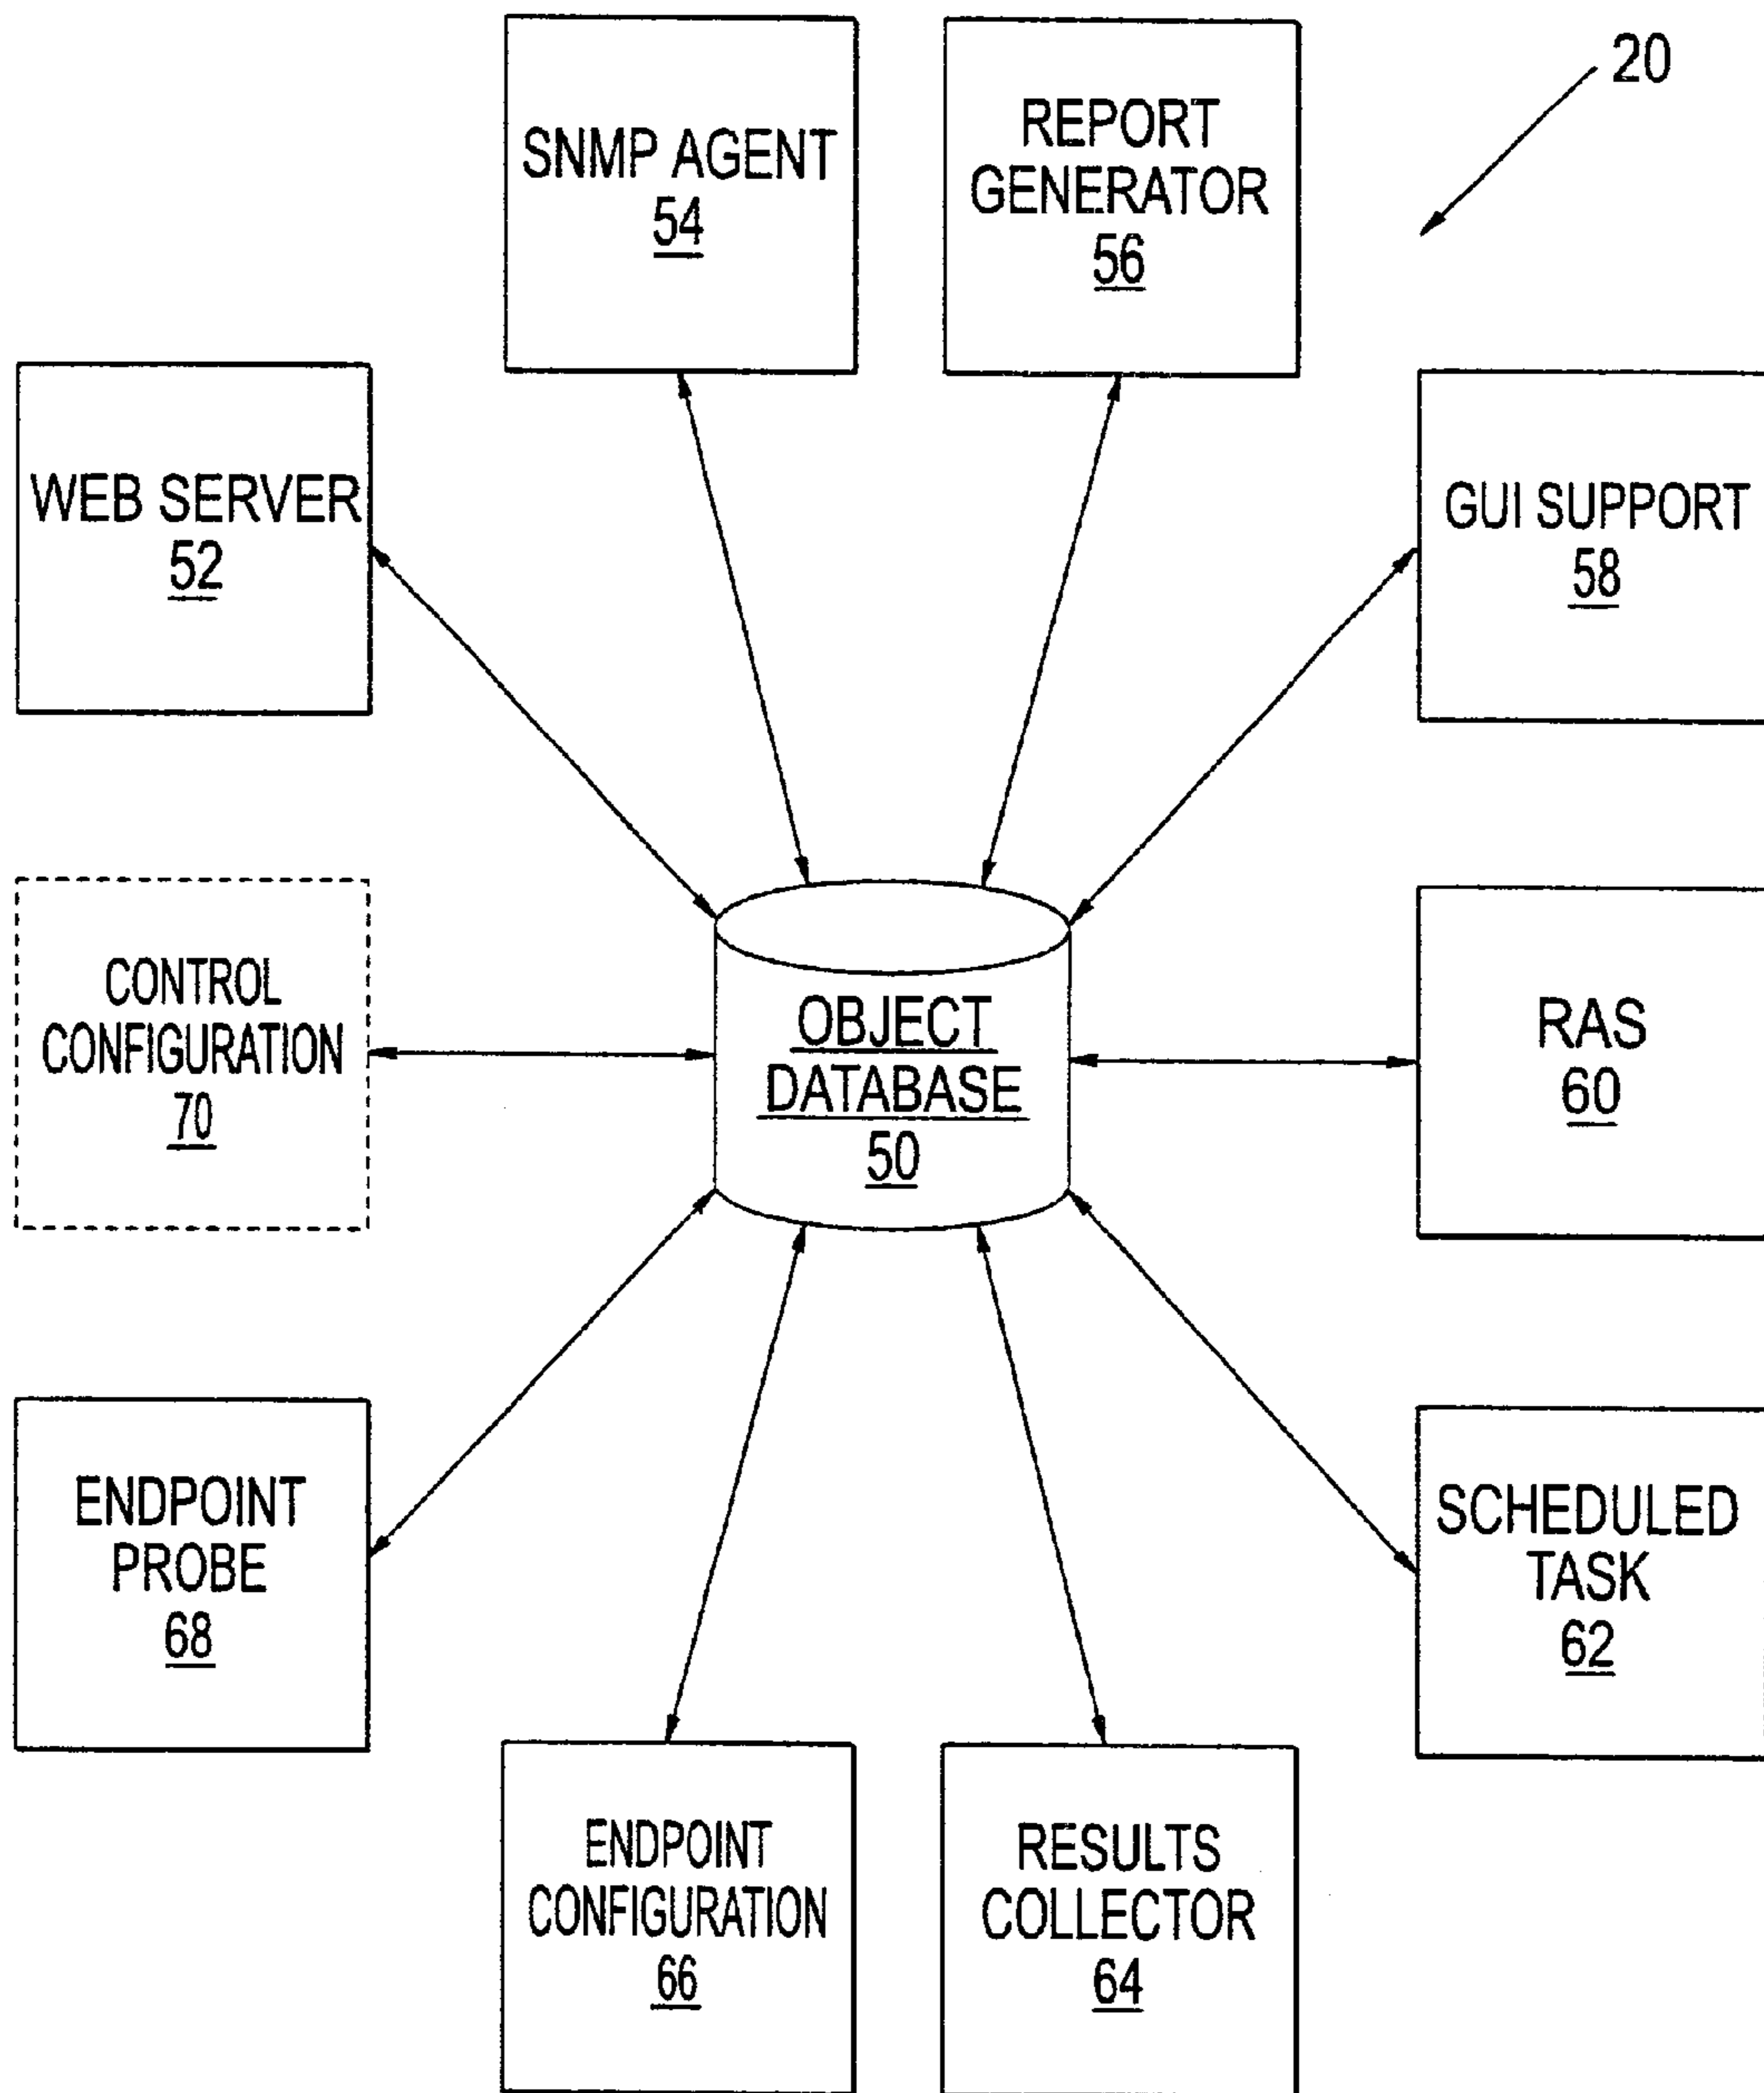 20
SNMP AGENT
54
REPORT
GENERATOR
56
WEB SERVER
52
GUI SUPPORT
58
CONTROL
CONFIGURATION
70
OBJECT
DATABASE
50
RAS
60
ENDPOINT
PROBE
68
SCHEDULED
TASK
62
ENDPOINT
CONFIGURATION
66
RESULTS
COLLECTOR
64